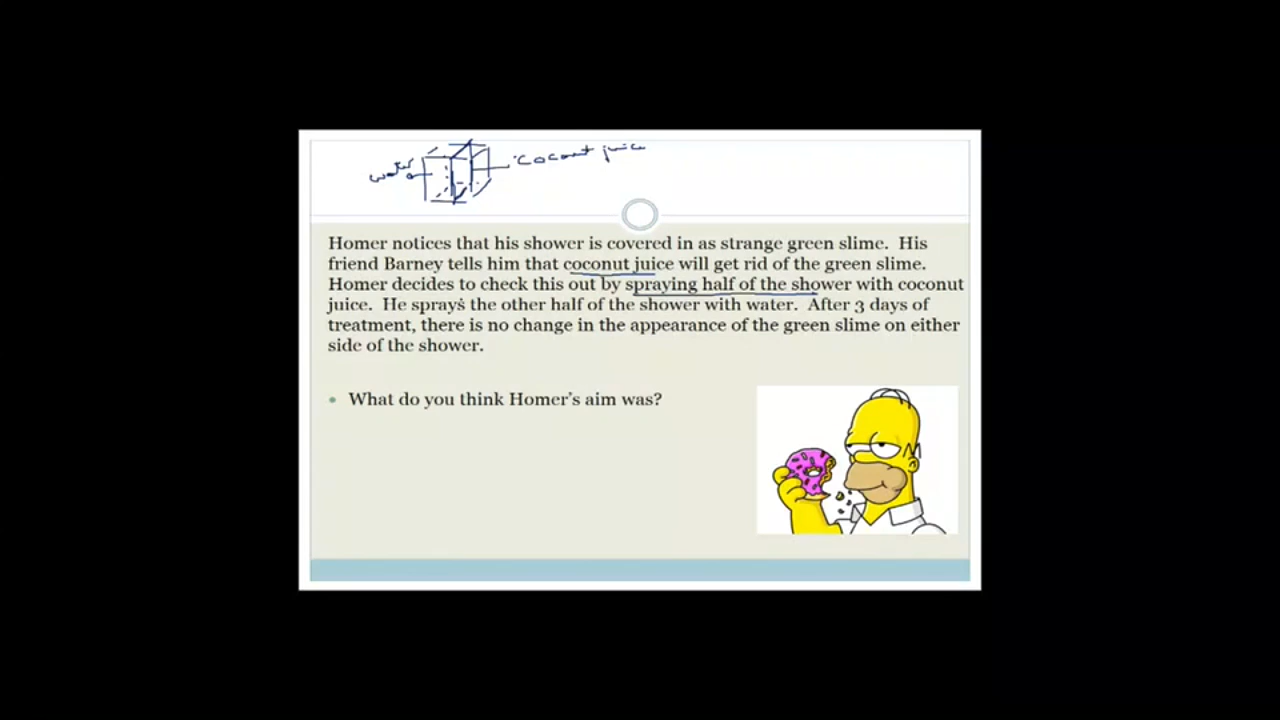 water
coconut juice
Homer notices that his shower is covered in as strange green slime. His
friend Barney tells him that coconut juice will get rid of the green slime.
Homer decides to check this out by spraying half of the shower with coconut
juice. He sprays the other half of the shower with water. After 3 days of
treatment, there is no change in the appearance of the green slime on either
side of the shower.
What do you think Homer's aim was?